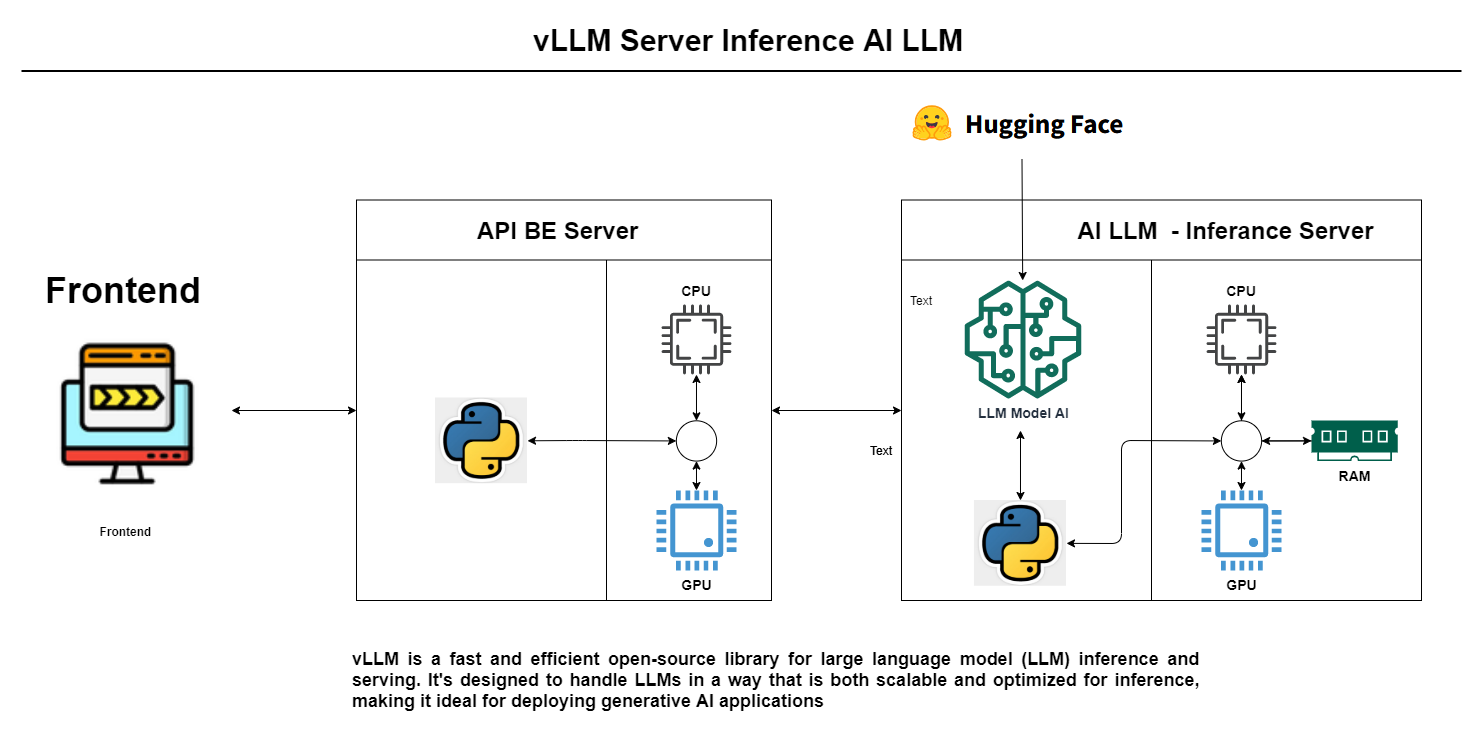 vLLM Server Inference AI LLM
Hugging Face
API BE Server
AI LLM - Inferance Server
Frontend
CPU
Text
CPU
LLM Model AI
Text
RAM
Frontend
GPU
GPU
vLLM is a fast and efficient open-source library for large language model (LLM) inference and
serving. It's designed to handle LLMs in a way that is both scalable and optimized for inference,
making it ideal for deploying generative AI applications